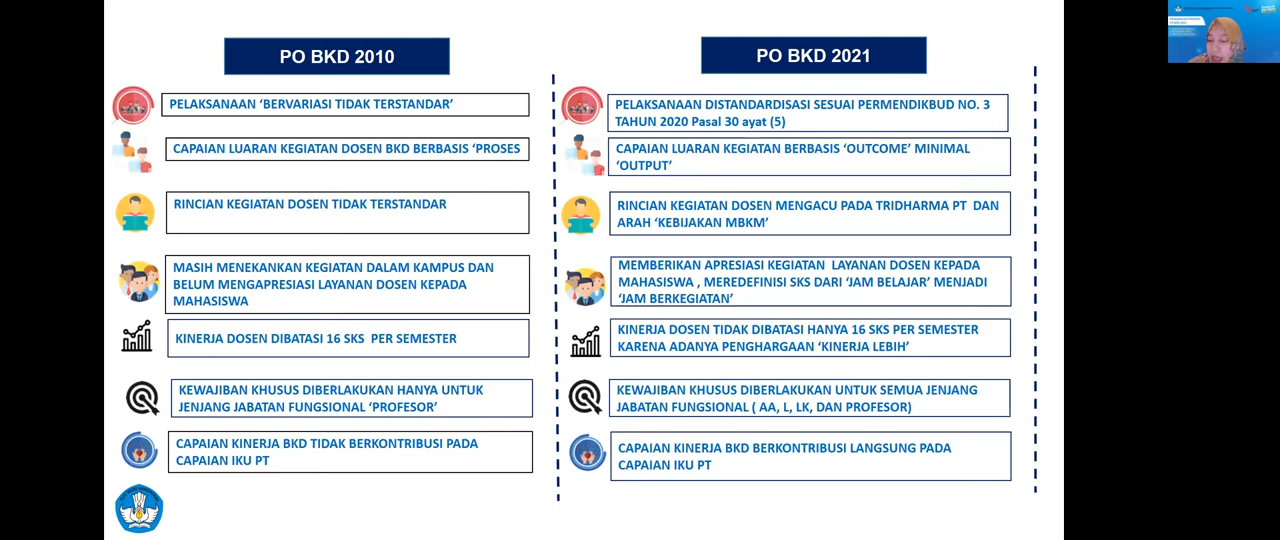 PO BKD 2010
PELAKSANAAN ‘BERVARIASI TIDAK TERSTANDAR’
CAPAIAN LUARAN KEGIATAN DOSEN BKD BERBASIS ‘PROSES
RINCIAN KEGIATAN DOSEN TIDAK TERSTANDAR
MASIH MENEKANKAN KEGIATAN DALAM KAMPUS DAN
BELUM MENGAPRESIASI LAYANAN DOSEN KEPADA
MAHASISWA
KINERJA DOSEN DIBATASI 16 SKS PER SEMESTER
KEWAJIBAN KHUSUS DIBERLAKUKAN HANYA UNTUK
JENJANG JABATAN FUNGSIONAL ‘PROFESOR’
CAPAIAN KINERJA BKD TIDAK BERKONTRIBUSI PADA
CAPAIAN IKU PT
PO BKD 2021
PELAKSANAAN DISTANDARDISASI SESUAI PERMENDIKBUD NO. 3
TAHUN 2020 Pasal 30 ayat (5)
CAPAIAN LUARAN KEGIATAN BERBASIS ‘OUTCOME’ MINIMAL
‘OUTPUT’
RINCIAN KEGIATAN DOSEN MENGACU PADA TRIDHARMA PT DAN
ARAH ‘KEBIJAKAN MBKM’
MEMBERIKAN APRESIASI KEGIATAN LAYANAN DOSEN KEPADA
MAHASISWA , MEREDEFINISI SKS DARI ‘JAM BELAJAR’ MENJADI
‘JAM BERKEGIATAN’
KINERJA DOSEN TIDAK DIBATASI HANYA 16 SKS PER SEMESTER
KARENA ADANYA PENGHARGAAN ‘KINERJA LEBIH’
KEWAJIBAN KHUSUS DIBERLAKUKAN UNTUK SEMUA JENJANG
JABATAN FUNGSIONAL ( AA, L, LK, DAN PROFESOR)
CAPAIAN KINERJA BKD BERKONTRIBUSI LANGSUNG PADA
CAPAIAN IKU PT